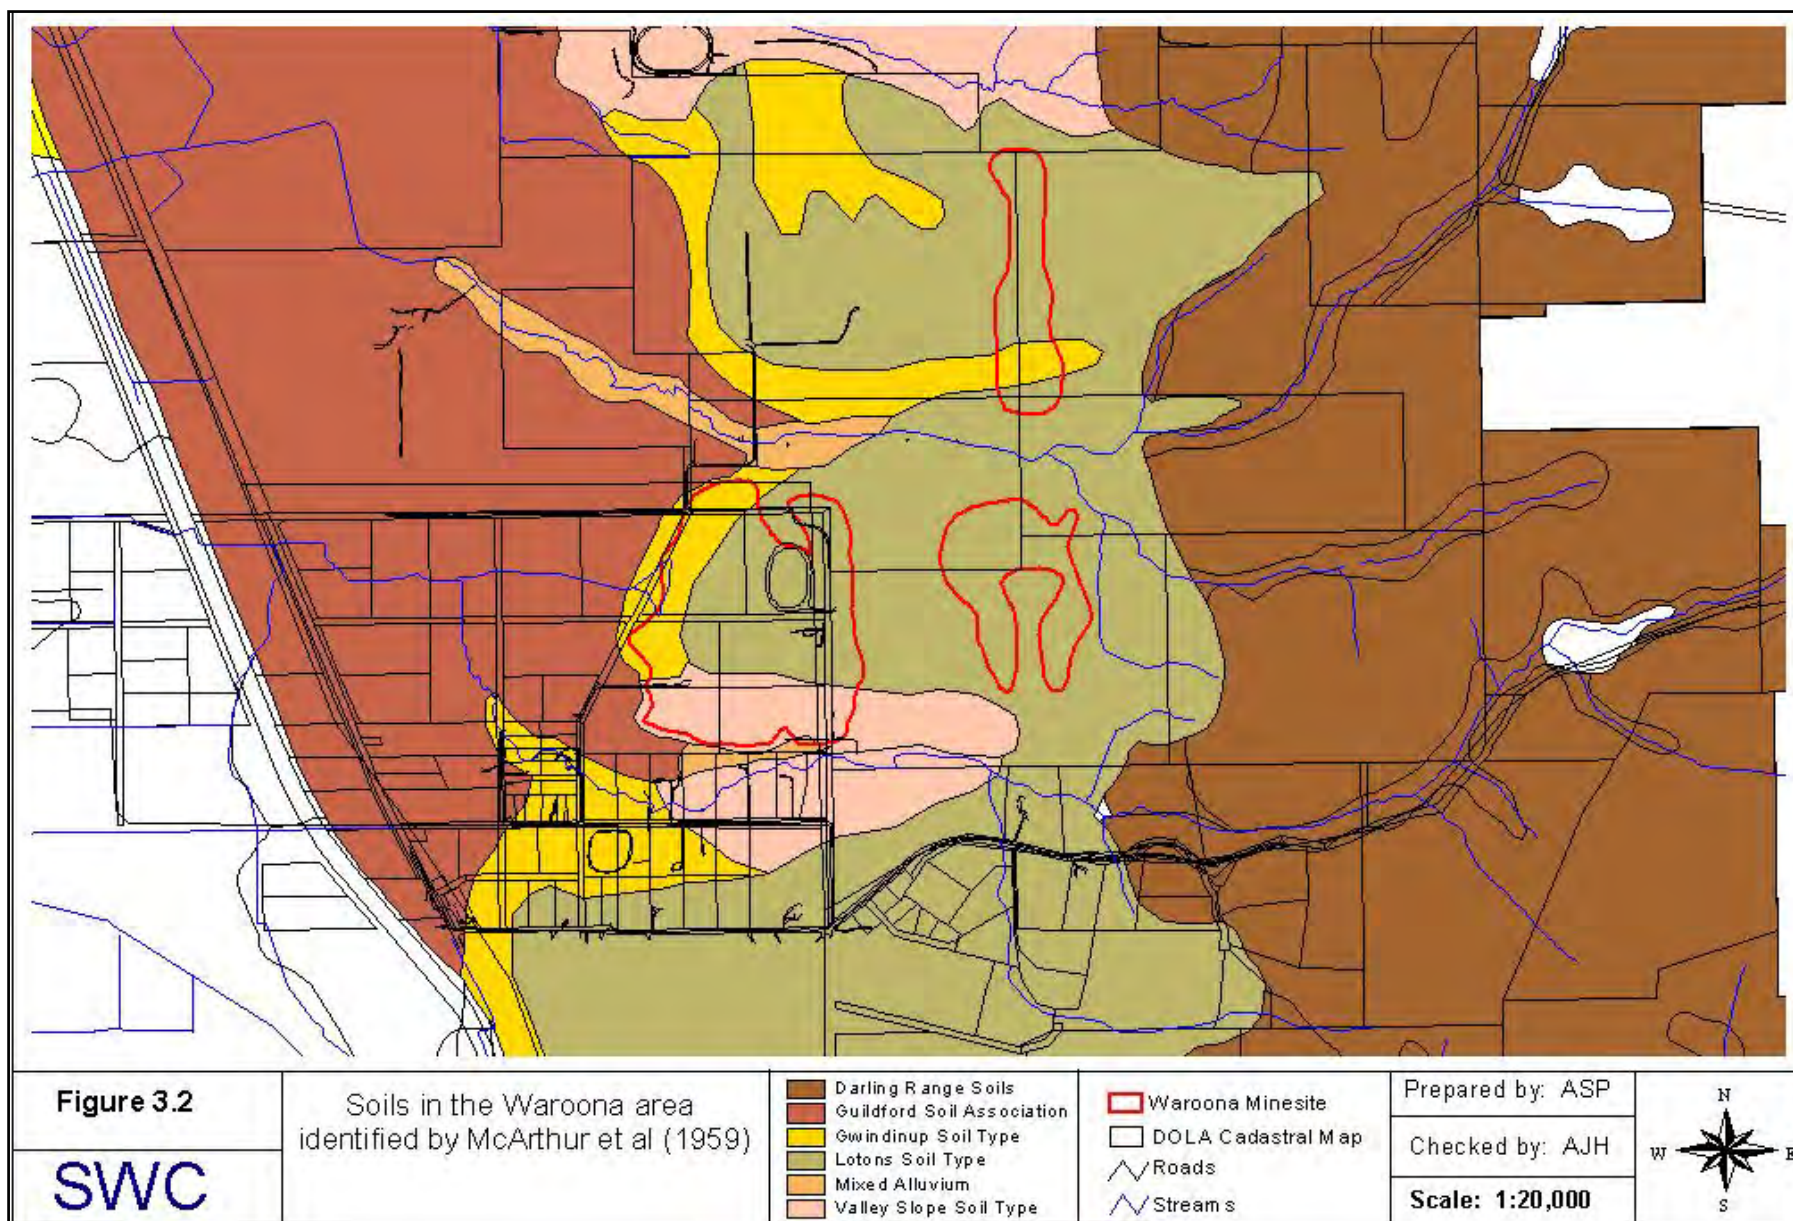 Figure 3.2
SWC
Soils in the Waroona area
identified by McArthur et al (1959)
Darling Range Soils
Guildford Soil Association
Gwindinup Soil Type
Lotons Soil Type
Mixed Alluvium
Valley Slope Soil Type
Waroona Minesite
DOLA Cadastral Map
Roads
Streams
Prepared by: ASP
Checked by: AJH
Scale: 1:20,000
N
W E
S